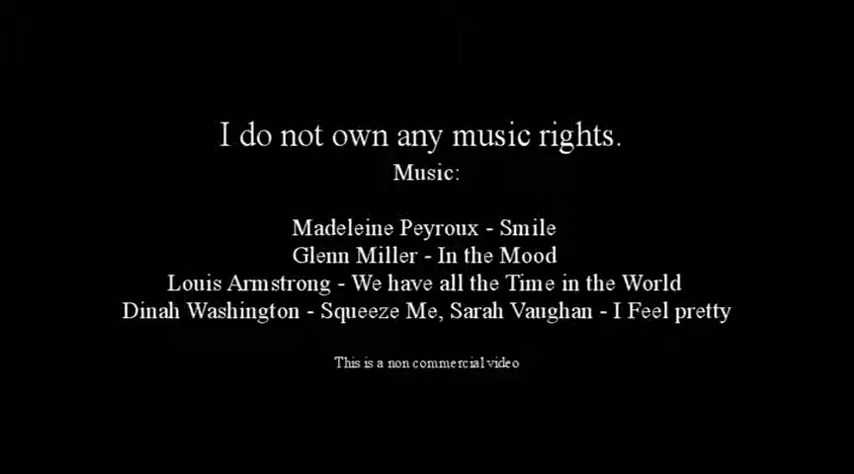 I do not own any music rights.
Music:
Madeleine Peyroux - Smile
Glenn Miller - In the Mood
Louis Armstrong - We have all the Time in the World
Dinah Washington - Squeeze Me, Sarah Vaughan - I Feel pretty
This is a non commercial video